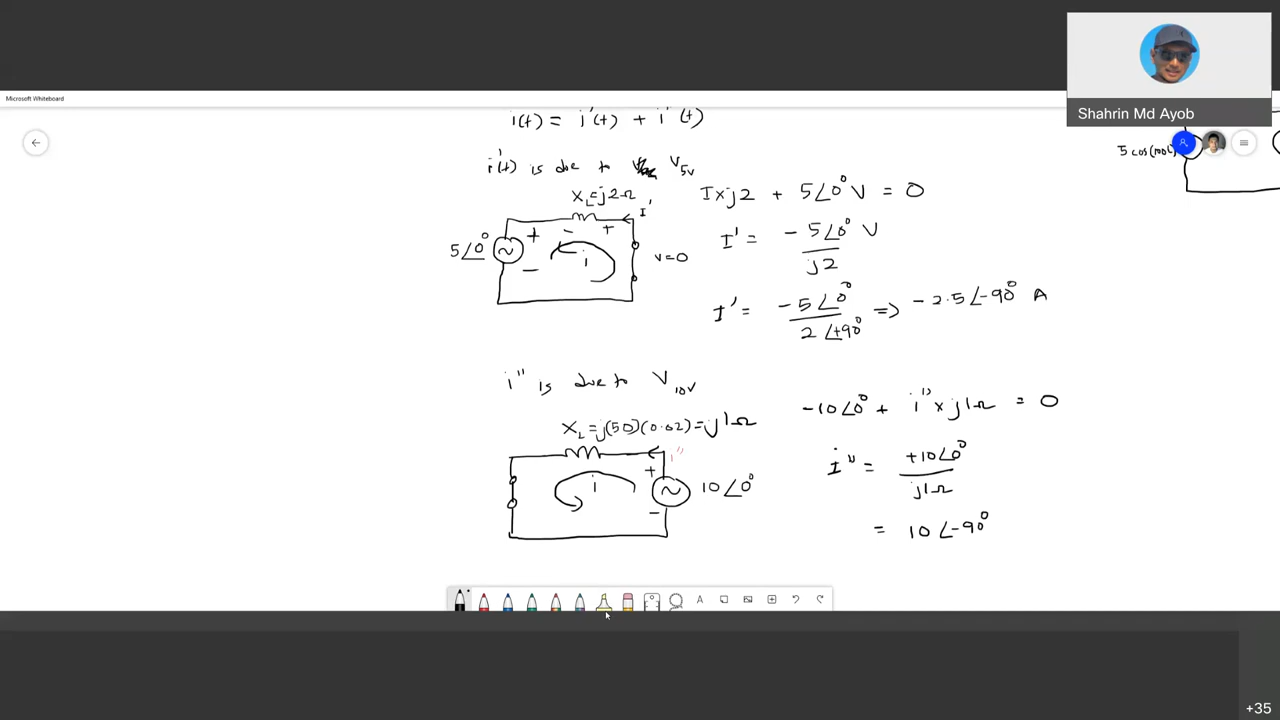 Microsoft Whiteboard
Shahrin Md Ayob
i(t) = i'(t) + i''(t)
i'(t) is due to V5v
XL=j2Ω
I'
5∠0°
+
-
- +
i
v=0
I×j2 + 5∠0° V = 0
I' = -5∠0° V / j2
I' = -5∠0° / 2∠+90° => -2.5∠-90° A
5 cos(100t)
i'' is due to V10v
XL=j(50)(0.02)=j1Ω
i''
i
+
-
10∠0°
-10∠0° + i''×j1Ω = 0
i'' = +10∠0° / j1Ω
= 10∠-90°
A
+35